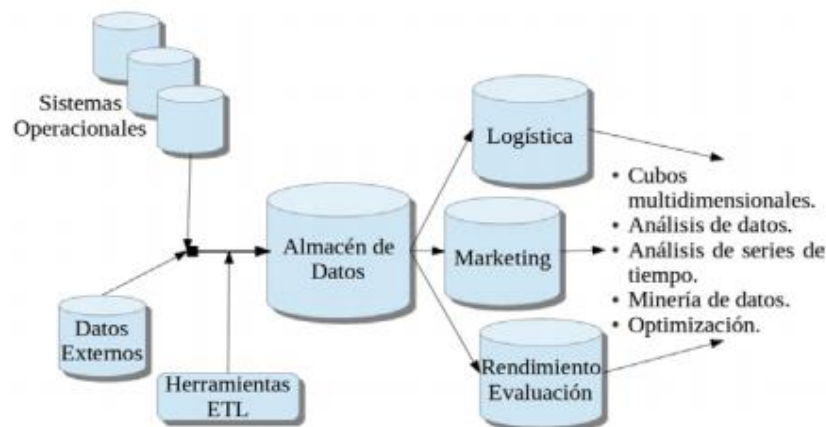 Sistemas
Operacionales
Datos
Externos
Herramientas
ETL
Almacén de
Datos
Logística
Marketing
Rendimiento
Evaluación
• Cubos
multidimensionales.
• Análisis de datos.
• Análisis de series de
tiempo.
• Minería de datos.
• Optimización.